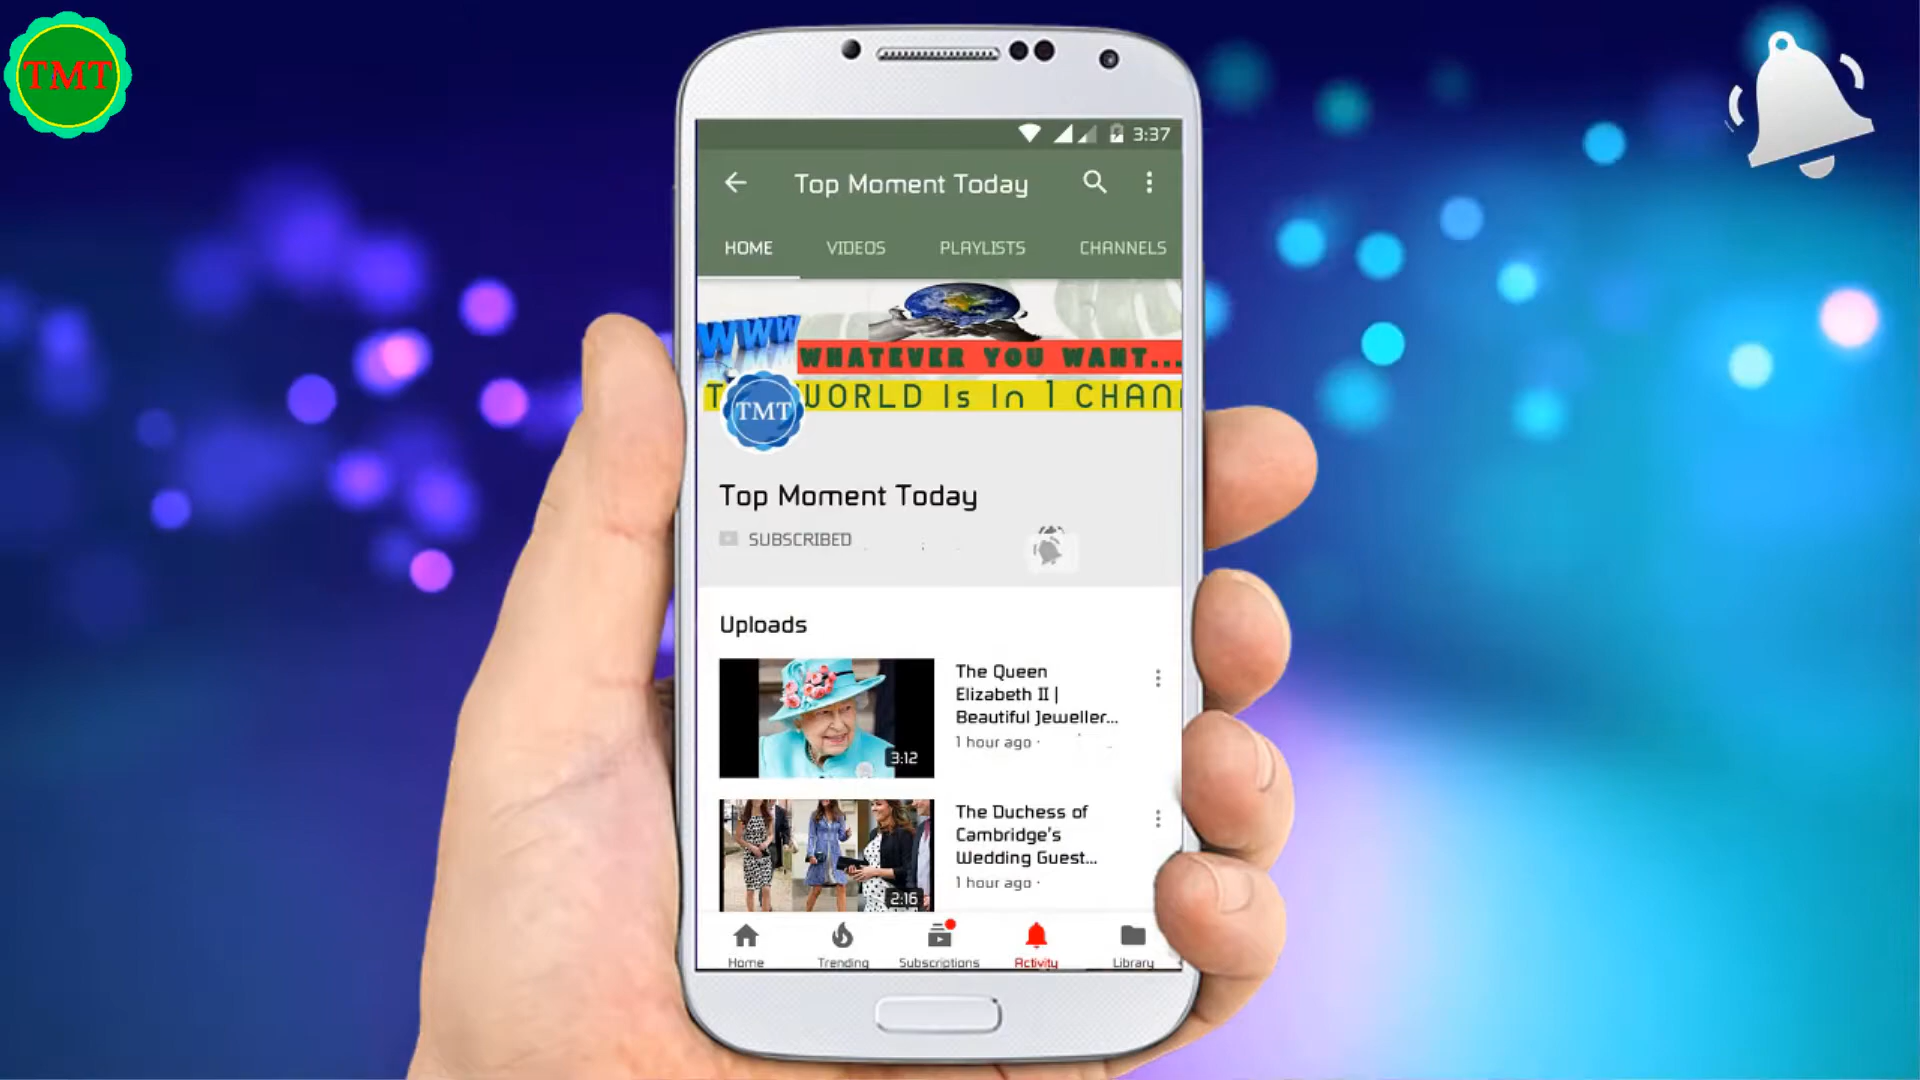 TMT
3:37
Top Moment Today
HOME VIDEOS PLAYLISTS CHANNELS
WWW
WHATEVER YOU WANT...
T WORLD Is In 1 CHAN
TMT
Top Moment Today
SUBSCRIBED
Uploads
The Queen
Elizabeth II |
Beautiful Jeweller...
1 hour ago ·
3:12
The Duchess of
Cambridge's
Wedding Guest...
1 hour ago ·
2:16
Home Trending Subscriptions Activity Library